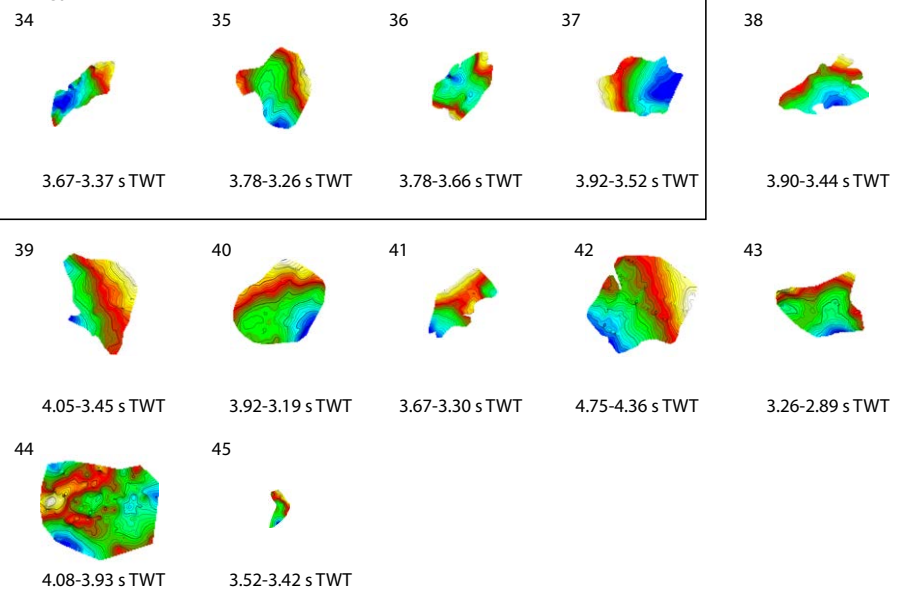 34 35 36 37 38
3.67-3.37 s TWT 3.78-3.26 s TWT 3.78-3.66 s TWT 3.92-3.52 s TWT 3.90-3.44 s TWT
39 40 41 42 43
4.05-3.45 s TWT 3.92-3.19 s TWT 3.67-3.30 s TWT 4.75-4.36 s TWT 3.26-2.89 s TWT
44 45
4.08-3.93 s TWT 3.52-3.42 s TWT